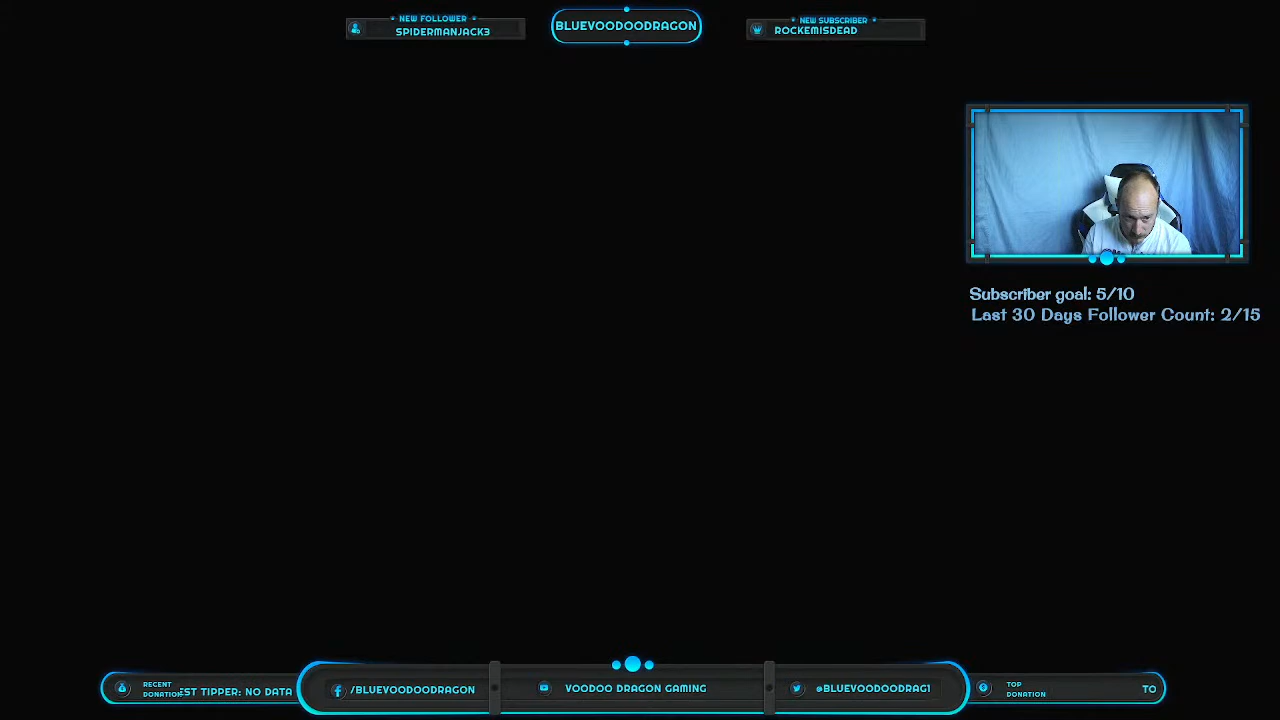 NEW FOLLOWER
SPIDERMANJACK3
BLUEVOODOODRAGON
NEW SUBSCRIBER
ROCKEMISDEAD
Subscriber goal: 5/10
Last 30 Days Follower Count: 2/15
RECENT
DONATION
EST TIPPER: NO DATA
/BLUEVOODOODRAGON
VOODOO DRAGON GAMING
@BLUEVOODOODRAG1
TOP
DONATION
TO